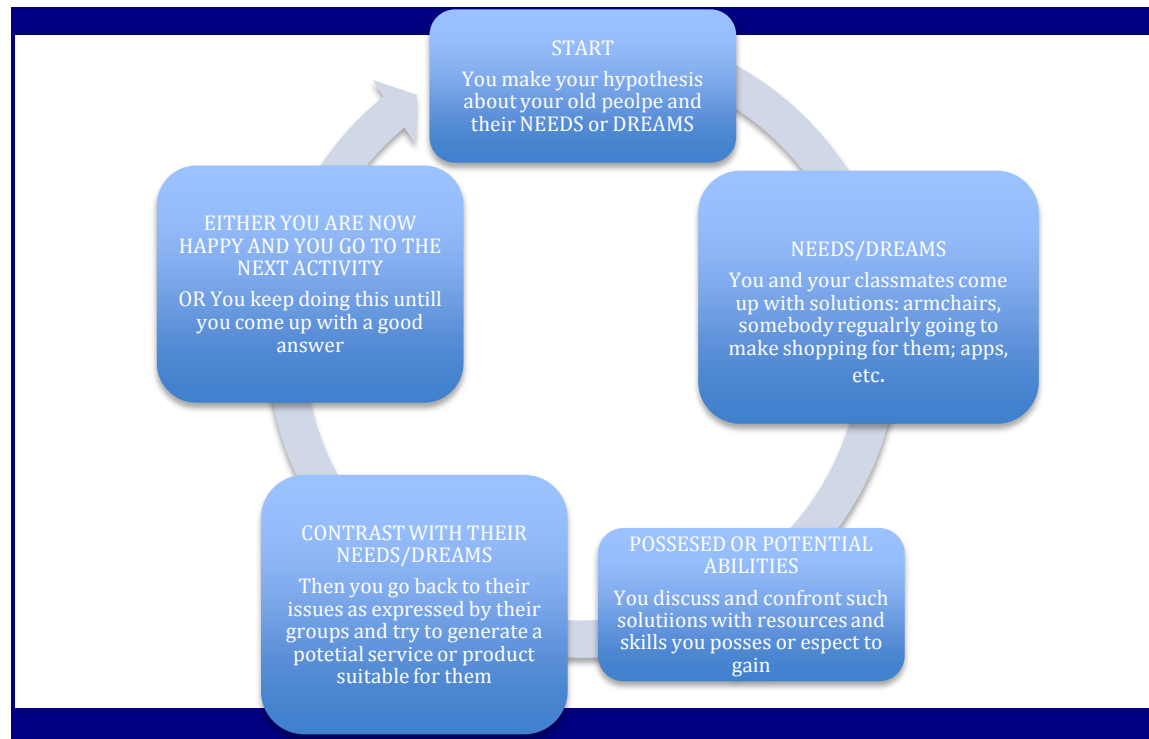 START
You make your hypothesis
about your old peolpe and
their NEEDS or DREAMS
NEEDS/DREAMS
You and your classmates come
up with solutions: armchairs,
somebody regualrly going to
make shopping for them; apps,
etc.
POSSESED OR POTENTIAL
ABILITIES
You discuss and confront such
solutiions with resources and
skills you posses or espect to
gain
CONTRAST WITH THEIR
NEEDS/DREAMS
Then you go back to their
issues as expressed by their
groups and try to generate a
potetial service or product
suitable for them
EITHER YOU ARE NOW
HAPPY AND YOU GO TO THE
NEXT ACTIVITY
OR You keep doing this untill
you come up with a good
answer